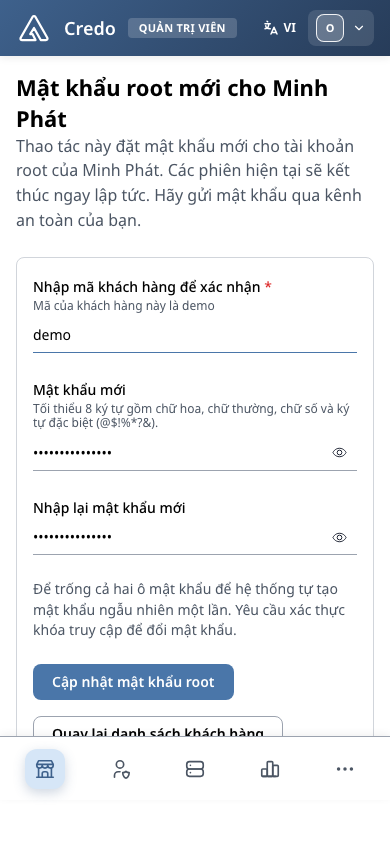 Credo
QUẢN TRỊ VIÊN
VI
O
Mật khẩu root mới cho Minh
Phát
Thao tác này đặt mật khẩu mới cho tài khoản
root của Minh Phát. Các phiên hiện tại sẽ kết
thúc ngay lập tức. Hãy gửi mật khẩu qua kênh
an toàn của bạn.
Nhập mã khách hàng để xác nhận *
Mã của khách hàng này là demo
demo
Mật khẩu mới
Tối thiểu 8 ký tự gồm chữ hoa, chữ thường, chữ số và ký
tự đặc biệt (@$!%*?&).
•••••••••••••••
Nhập lại mật khẩu mới
•••••••••••••••
Để trống cả hai ô mật khẩu để hệ thống tự tạo
mật khẩu ngẫu nhiên một lần. Yêu cầu xác thực
khóa truy cập để đổi mật khẩu.
Cập nhật mật khẩu root
Quay lại danh sách khách hàng